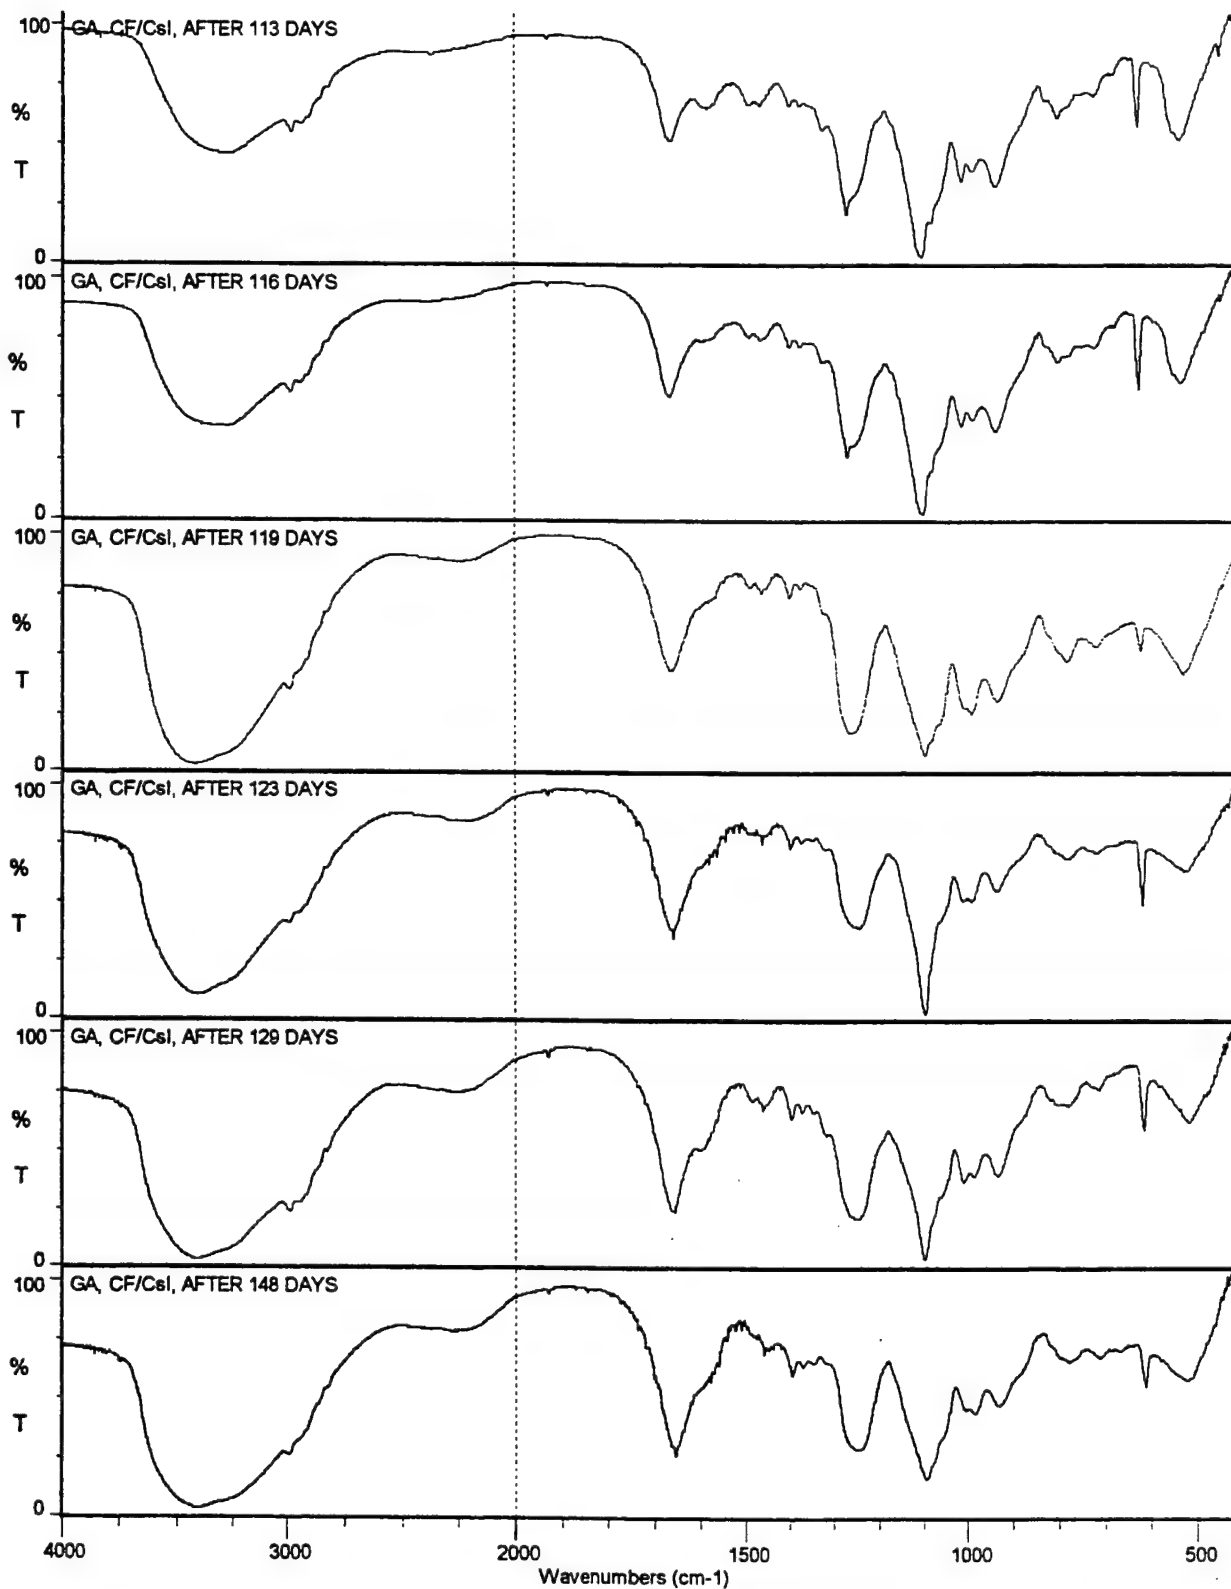 100
GA, CF/CsI, AFTER 113 DAYS
%
T
0
100
GA, CF/CsI, AFTER 116 DAYS
%
T
0
100
GA, CF/CsI, AFTER 119 DAYS
%
T
0
100
GA, CF/CsI, AFTER 123 DAYS
%
T
0
100
GA, CF/CsI, AFTER 129 DAYS
%
T
0
100
GA, CF/CsI, AFTER 148 DAYS
%
T
0
4000 3000 2000 1500 1000 500
Wavenumbers (cm-1)